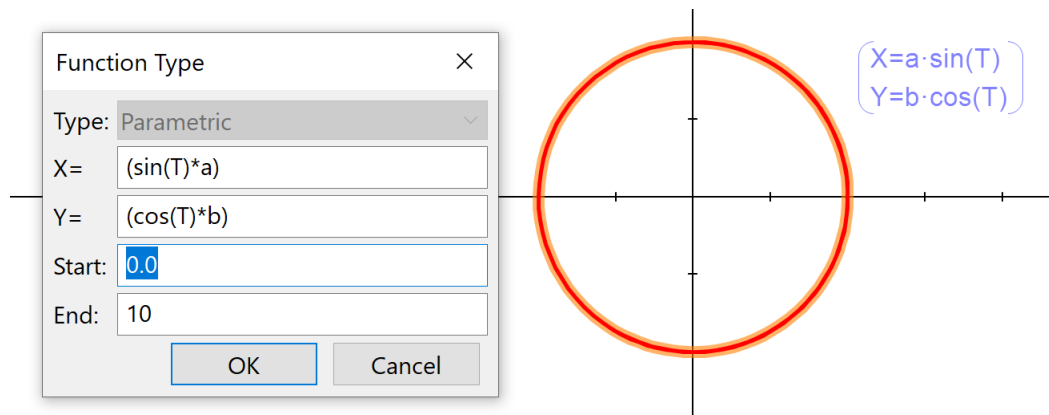 Function Type
Type: Parametric
X= (sin(T)*a)
Y= (cos(T)*b)
Start: 0.0
End: 10
OK Cancel
X=a·sin(T)
Y=b·cos(T)